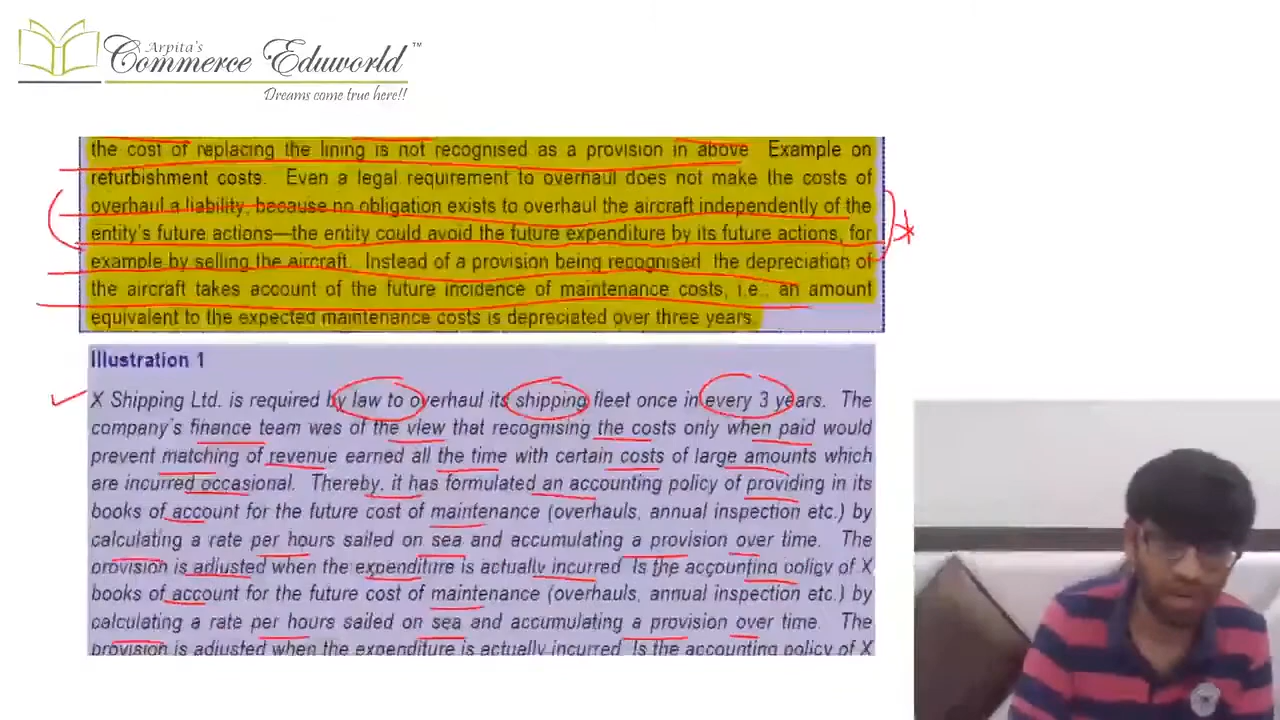 Arpita's
Commerce Eduworld™
Dreams come true here!!
the cost of replacing the lining is not recognised as a provision in above Example on
refurbishment costs. Even a legal requirement to overhaul does not make the costs of
overhaul a liability, because no obligation exists to overhaul the aircraft independently of the
entity's future actions—the entity could avoid the future expenditure by its future actions, for
example by selling the aircraft. Instead of a provision being recognised the depreciation of
the aircraft takes account of the future incidence of maintenance costs, i.e., an amount
equivalent to the expected maintenance costs is depreciated over three years.
Illustration 1
X Shipping Ltd. is required by law to overhaul its shipping fleet once in every 3 years. The
company's finance team was of the view that recognising the costs only when paid would
prevent matching of revenue earned all the time with certain costs of large amounts which
are incurred occasional. Thereby, it has formulated an accounting policy of providing in its
books of account for the future cost of maintenance (overhauls, annual inspection etc.) by
calculating a rate per hours sailed on sea and accumulating a provision over time. The
provision is adjusted when the expenditure is actually incurred Is the accounting policy of X
books of account for the future cost of maintenance (overhauls, annual inspection etc.) by
calculating a rate per hours sailed on sea and accumulating a provision over time. The
provision is adjusted when the expenditure is actually incurred Is the accounting policy of X